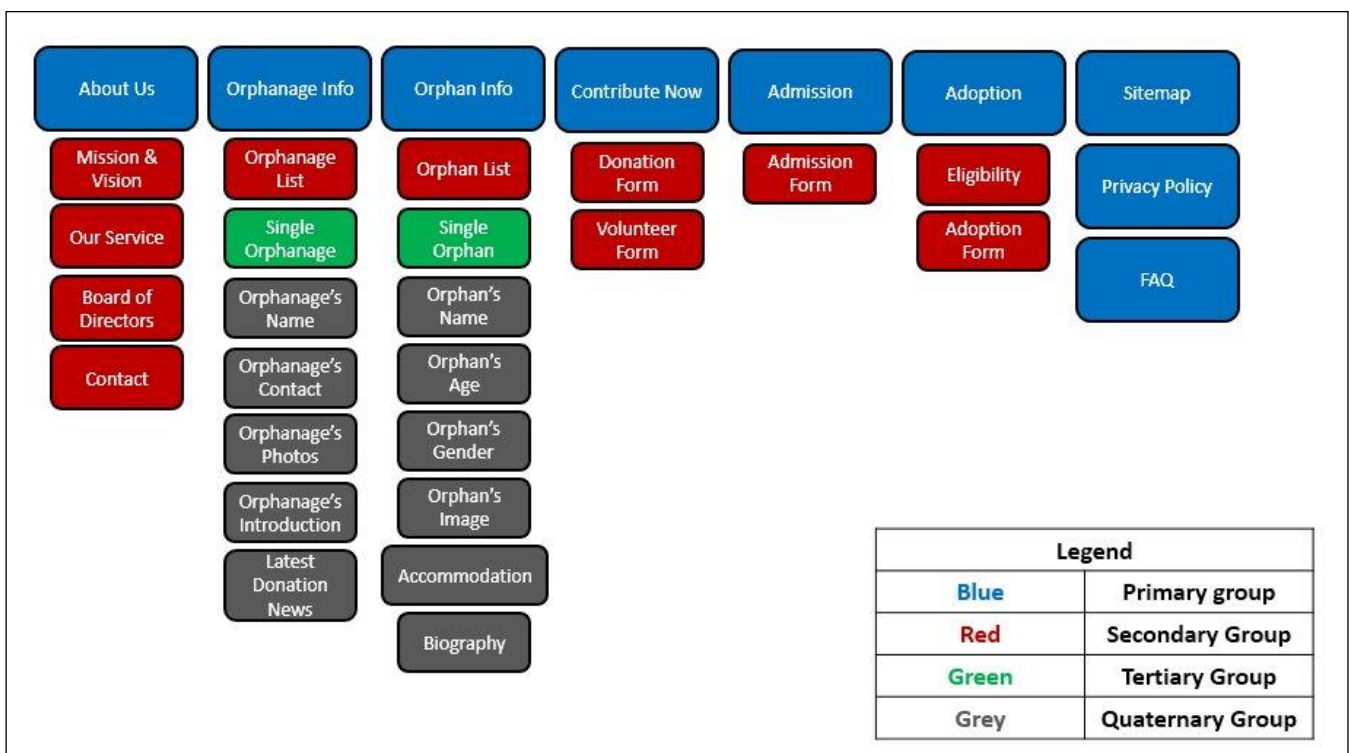 About Us
Mission &
Vision
Our Service
Board of
Directors
Contact
Orphanage Info
Orphanage
List
Single
Orphanage
Orphanage's
Name
Orphanage's
Contact
Orphanage's
Photos
Orphanage's
Introduction
Latest
Donation
News
Orphan Info
Orphan List
Single
Orphan
Orphan's
Name
Orphan's
Age
Orphan's
Gender
Orphan's
Image
Accommodation
Biography
Contribute Now
Donation
Form
Volunteer
Form
Admission
Admission
Form
Adoption
Eligibility
Adoption
Form
Sitemap
Privacy Policy
FAQ
Legend
Blue Primary group
Red Secondary Group
Green Tertiary Group
Grey Quaternary Group